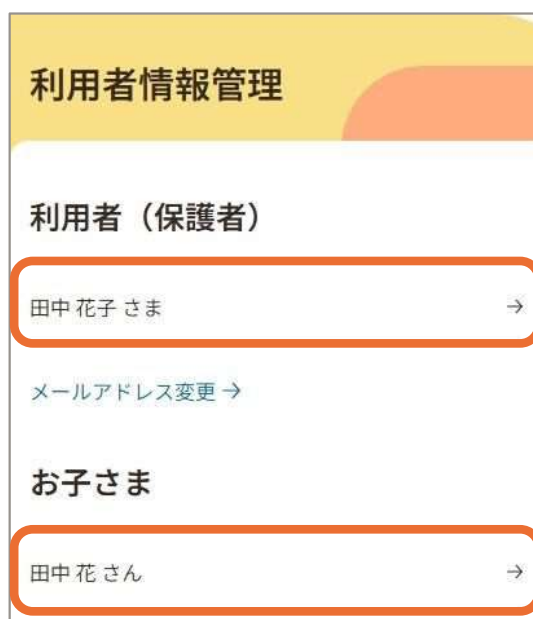 利用者情報管理
利用者（保護者）
田中 花子 さま →
メールアドレス変更 →
お子さま
田中 花 さん →